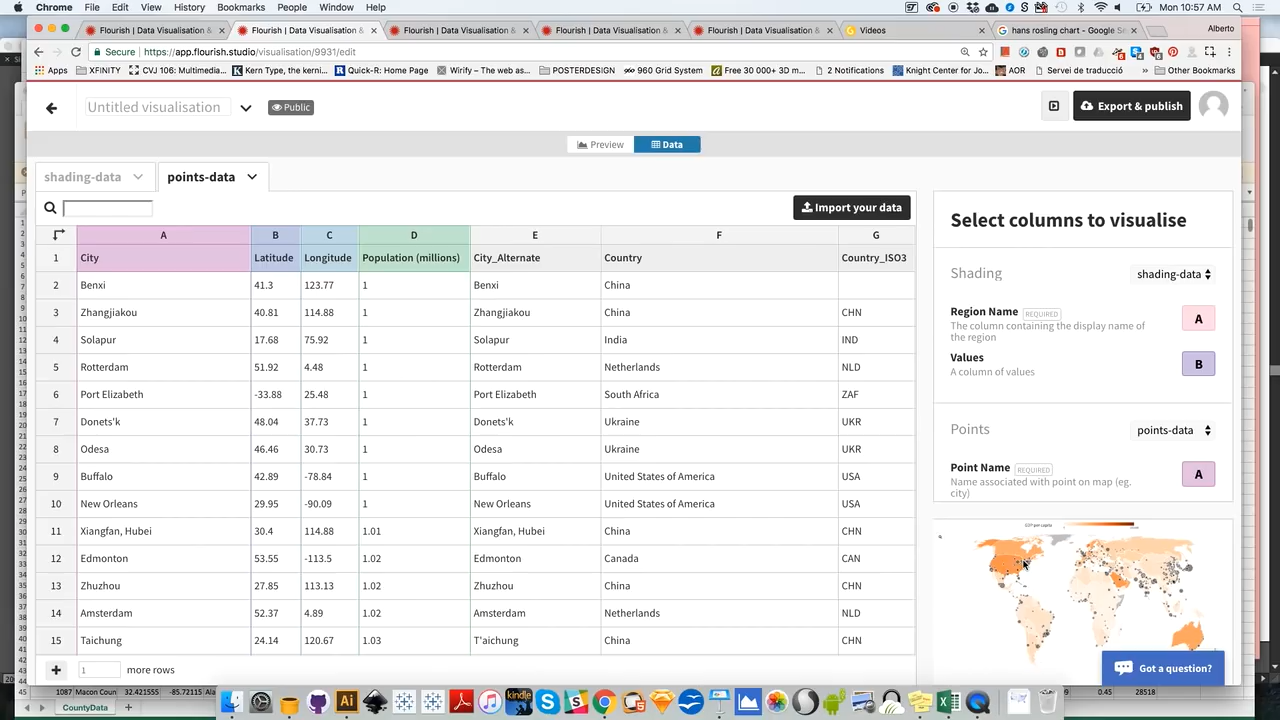 Chrome File Edit View History Bookmarks People Window Help Mon 10:57 AM
Flourish | Data Visualisation & Flourish | Data Visualisation & Flourish | Data Visualisation & Flourish | Data Visualisation & Flourish | Data Visualisation & Videos hans rosling chart - Google Se Alberto
Secure https://app.flourish.studio/visualisation/9931/edit
Apps XFINITY CVJ 106: Multimedia... Kern Type, the kerni... Quick-R: Home Page Wirify – The web as... POSTERDESIGN 960 Grid System Free 30 000+ 3D m... 2 Notifications Knight Center for Jo... AOR Servei de traducció Other Bookmarks
Untitled visualisation Public Export & publish
Preview Data
shading-data points-data
Import your data
Select columns to visualise
A B C D E F G
1 City Latitude Longitude Population (millions) City_Alternate Country Country_ISO3
2 Benxi 41.3 123.77 1 Benxi China
3 Zhangjiakou 40.81 114.88 1 Zhangjiakou China CHN
4 Solapur 17.68 75.92 1 Solapur India IND
5 Rotterdam 51.92 4.48 1 Rotterdam Netherlands NLD
6 Port Elizabeth -33.88 25.48 1 Port Elizabeth South Africa ZAF
7 Donets'k 48.04 37.73 1 Donets'k Ukraine UKR
8 Odesa 46.46 30.73 1 Odesa Ukraine UKR
9 Buffalo 42.89 -78.84 1 Buffalo United States of America USA
10 New Orleans 29.95 -90.09 1 New Orleans United States of America USA
11 Xiangfan, Hubei 30.4 114.88 1.01 Xiangfan, Hubei China CHN
12 Edmonton 53.55 -113.5 1.02 Edmonton Canada CAN
13 Zhuzhou 27.85 113.13 1.02 Zhuzhou China CHN
14 Amsterdam 52.37 4.89 1.02 Amsterdam Netherlands NLD
15 Taichung 24.14 120.67 1.03 T'aichung China CHN
1 more rows
Shading shading-data
Region Name REQUIRED A
The column containing the display name of
the region
Values B
A column of values
Points points-data
Point Name REQUIRED A
Name associated with point on map (eg.
city)
GDP per capita
Got a question?
1087 Macon Coun 32.421555 -85.72115 0.45 28518
CountyData